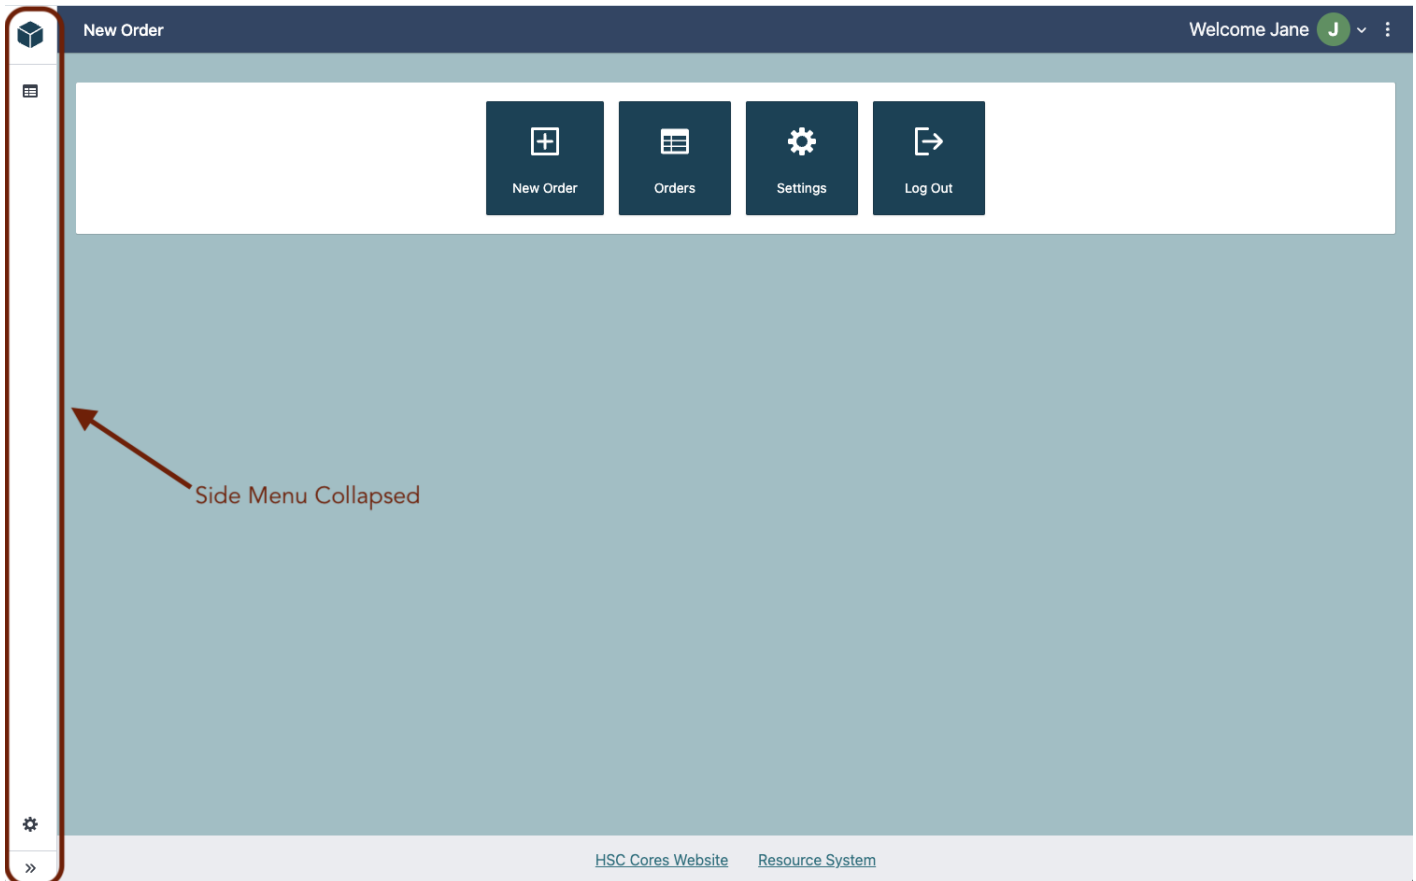 New Order
Welcome Jane J
New Order
Orders
Settings
Log Out
Side Menu Collapsed
HSC Cores Website
Resource System